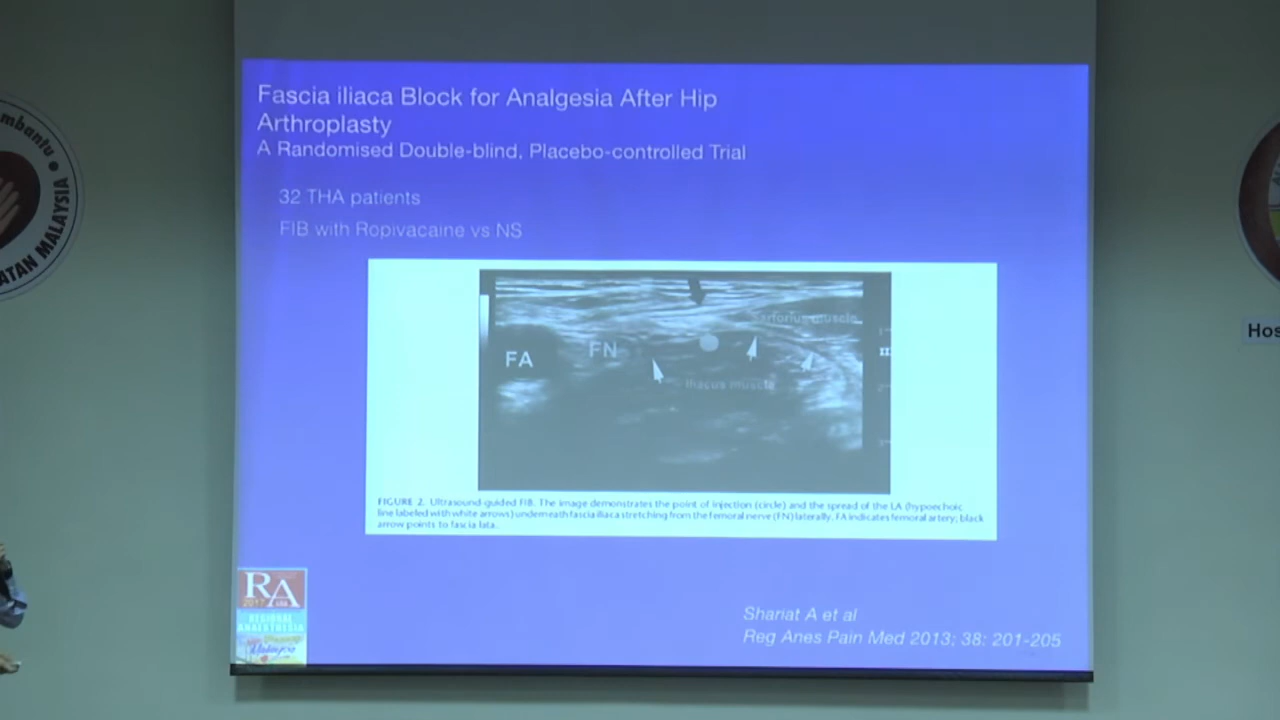 Fascia iliaca Block for Analgesia After Hip
Arthroplasty
A Randomised Double-blind, Placebo-controlled Trial
32 THA patients
FIB with Ropivacaine vs NS
Sartorius muscle
FN
FA
Iliacus muscle
FIGURE 2. Ultrasound-guided FIB. The image demonstrates the point of injection (circle) and the spread of the LA (hypoechoic
line labeled with white arrows) underneath fascia iliaca stretching from the femoral nerve (FN) laterally. FA indicates femoral artery; black
arrow points to fascia lata.
Shariat A et al
Reg Anes Pain Med 2013; 38: 201-205
RA
2017
REGIONAL
ANAESTHESIA
Malaysia
mbantu
ATAN MALAYSIA
Hos